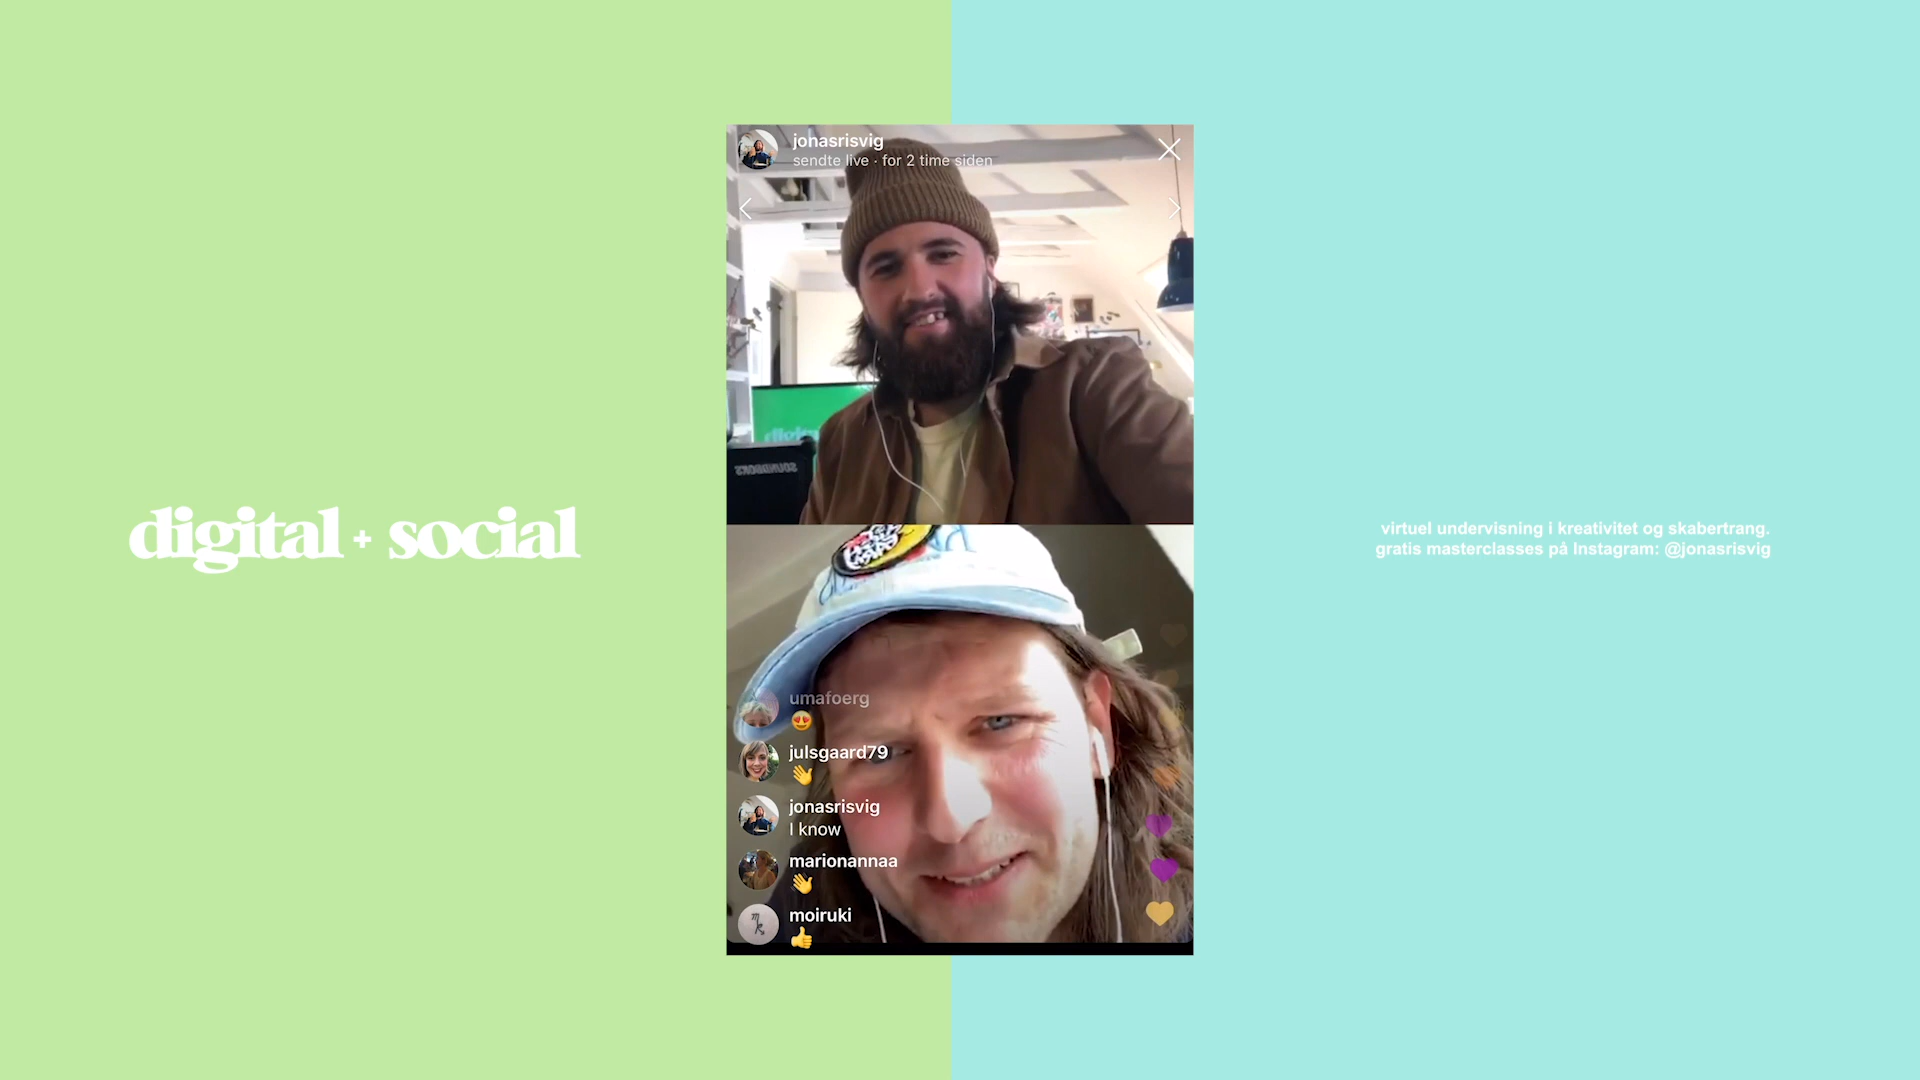 jonasrisvig
sendte live · for 2 time siden
SOUNDBOKS
digital + social
virtuel undervisning i kreativitet og skabertrang.
gratis masterclasses på Instagram: @jonasrisvig
umafoerg
😍
julsgaard79
👋
jonasrisvig
I know
marionannaa
👋
moiruki
👍